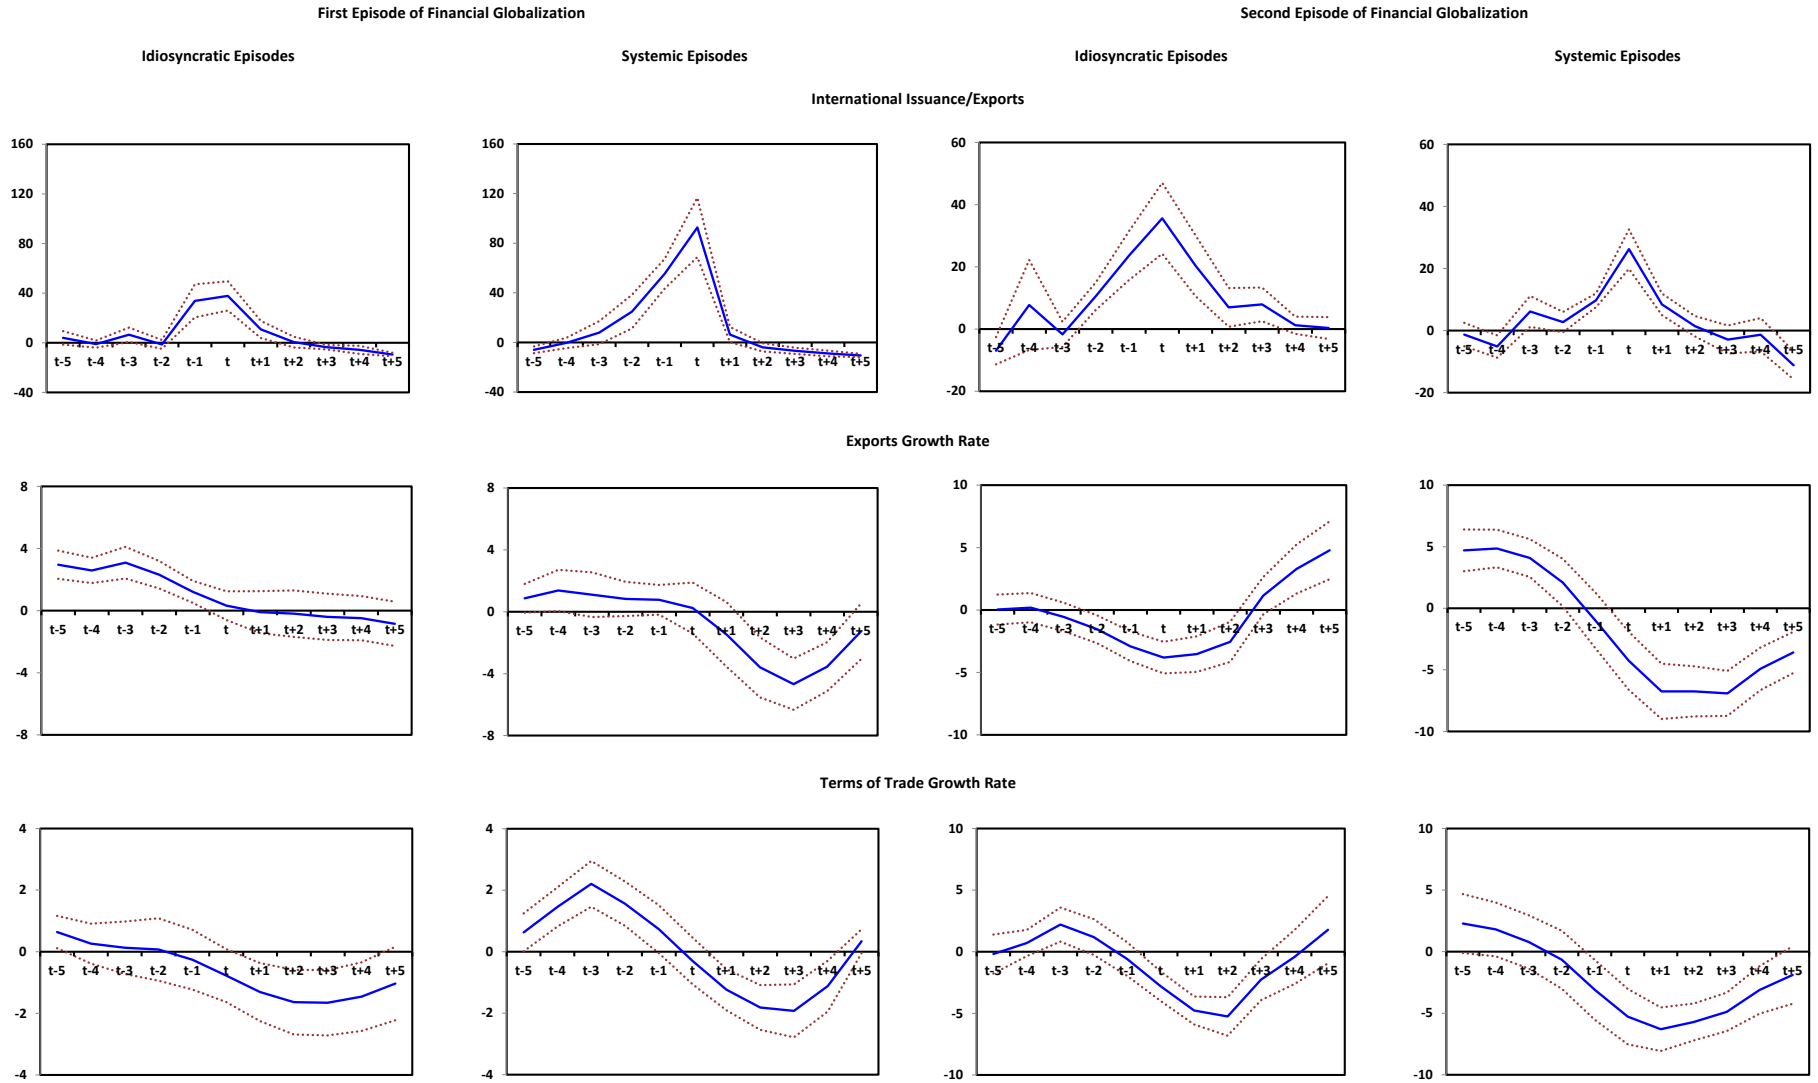 First Episode of Financial Globalization
Second Episode of Financial Globalization
Idiosyncratic Episodes
Systemic Episodes
Idiosyncratic Episodes
Systemic Episodes
International Issuance/Exports
160
120
80
40
0
-40
t-5 t-4 t-3 t-2 t-1 t t+1 t+2 t+3 t+4 t+5
160
120
80
40
0
-40
t-5 t-4 t-3 t-2 t-1 t t+1 t+2 t+3 t+4 t+5
60
40
20
0
-20
t-5 t-4 t-3 t-2 t-1 t t+1 t+2 t+3 t+4 t+5
60
40
20
0
-20
t-5 t-4 t-3 t-2 t-1 t t+1 t+2 t+3 t+4 t+5
Exports Growth Rate
8
4
0
-4
-8
t-5 t-4 t-3 t-2 t-1 t t+1 t+2 t+3 t+4 t+5
8
4
0
-4
-8
t-5 t-4 t-3 t-2 t-1 t t+1 t+2 t+3 t+4 t+5
10
5
0
-5
-10
t-5 t-4 t-3 t-2 t-1 t t+1 t+2 t+3 t+4 t+5
10
5
0
-5
-10
t-5 t-4 t-3 t-2 t-1 t t+1 t+2 t+3 t+4 t+5
Terms of Trade Growth Rate
4
2
0
-2
-4
t-5 t-4 t-3 t-2 t-1 t t+1 t+2 t+3 t+4 t+5
4
2
0
-2
-4
t-5 t-4 t-3 t-2 t-1 t t+1 t+2 t+3 t+4 t+5
10
5
0
-5
-10
t-5 t-4 t-3 t-2 t-1 t t+1 t+2 t+3 t+4 t+5
10
5
0
-5
-10
t-5 t-4 t-3 t-2 t-1 t t+1 t+2 t+3 t+4 t+5